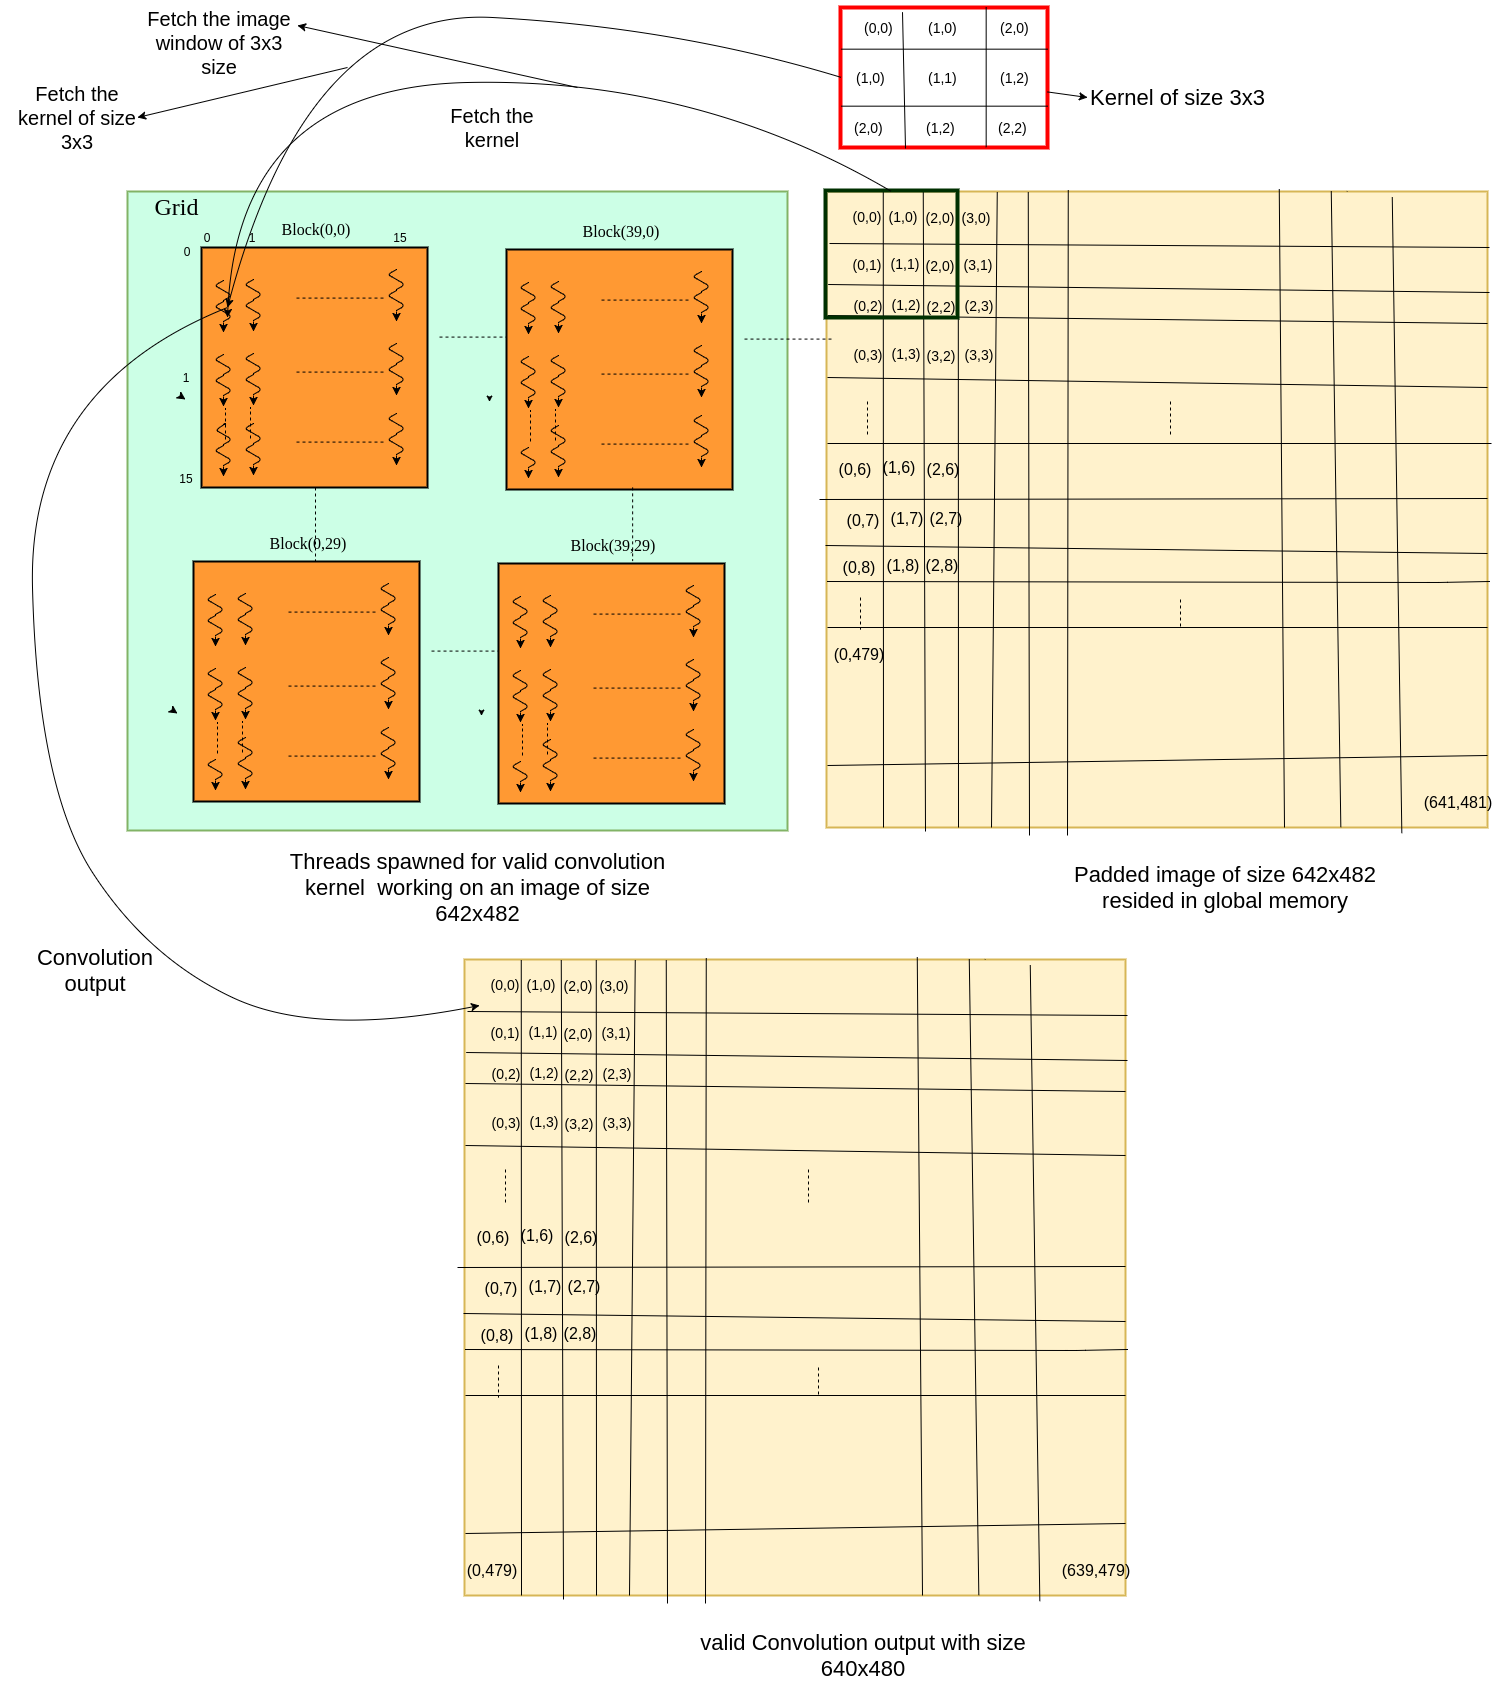 Fetch the image
window of 3x3
size
Fetch the
kernel of size
3x3
Fetch the
kernel
(0,0) (1,0) (2,0)
(1,0) (1,1) (1,2)
(2,0) (1,2) (2,2)
Kernel of size 3x3
Grid
0 1 15
0
1
15
Block(0,0)
Block(39,0)
Block(0,29)
Block(39,29)
Threads spawned for valid convolution
kernel working on an image of size
642x482
(0,0) (1,0) (2,0) (3,0)
(0,1) (1,1) (2,0) (3,1)
(0,2) (1,2) (2,2) (2,3)
(0,3) (1,3) (3,2) (3,3)
(0,6) (1,6) (2,6)
(0,7) (1,7) (2,7)
(0,8) (1,8) (2,8)
(0,479)
(641,481)
Padded image of size 642x482
resided in global memory
Convolution
output
(0,0) (1,0) (2,0) (3,0)
(0,1) (1,1) (2,0) (3,1)
(0,2) (1,2) (2,2) (2,3)
(0,3) (1,3) (3,2) (3,3)
(0,6) (1,6) (2,6)
(0,7) (1,7) (2,7)
(0,8) (1,8) (2,8)
(0,479) (639,479)
valid Convolution output with size
640x480